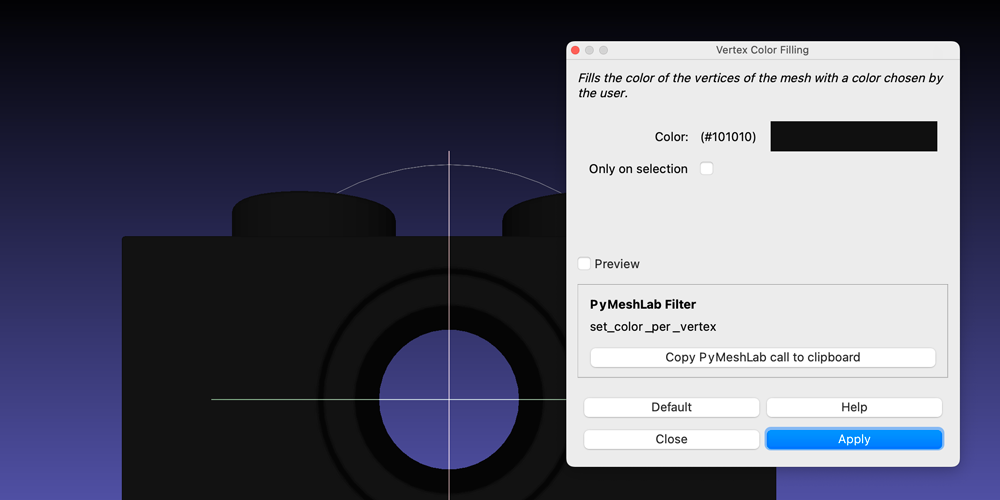 Vertex Color Filling
Fills the color of the vertices of the mesh with a color chosen by
the user.
Color: (#101010)
Only on selection
Preview
PyMeshLab Filter
set_color_per_vertex
Copy PyMeshLab call to clipboard
Default Help
Close Apply